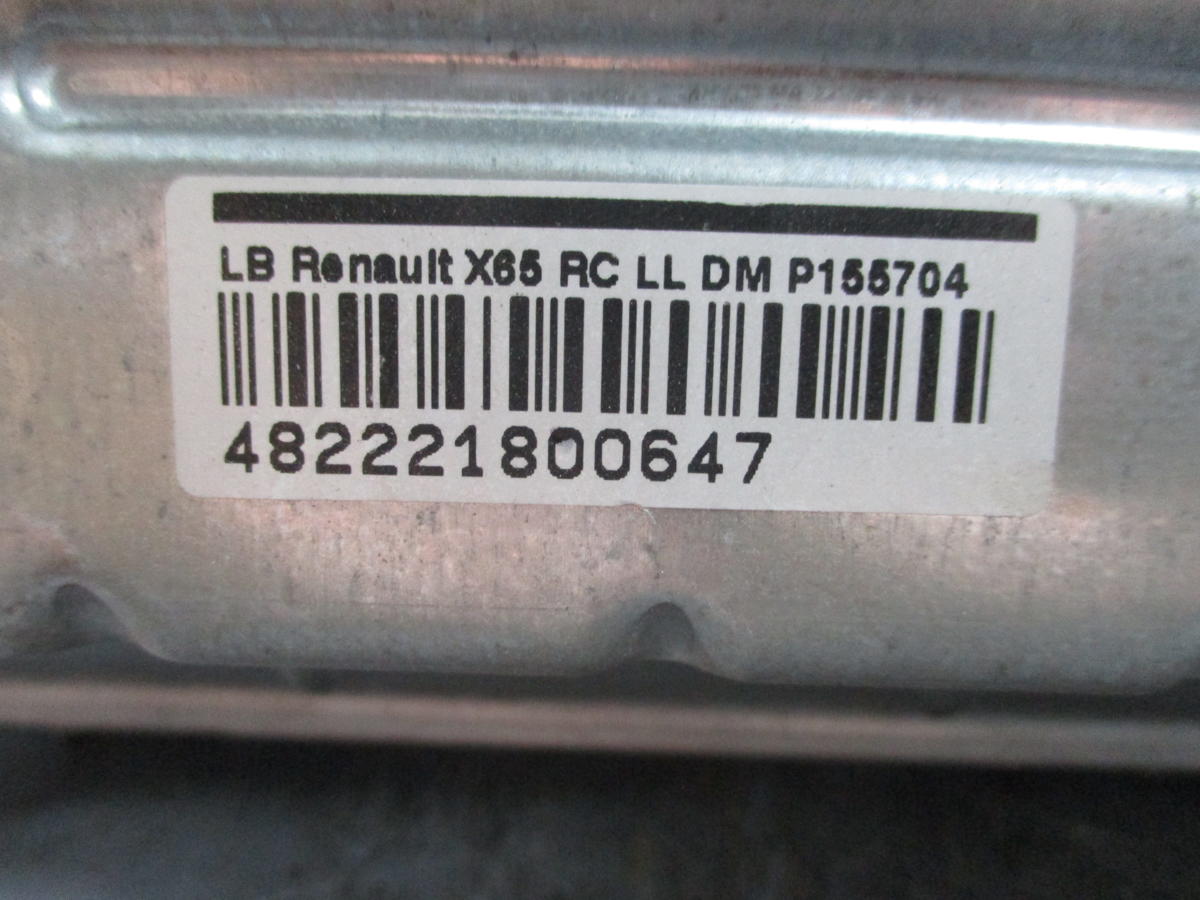 LB Renault X65 RC LL DM P155704
482221800647